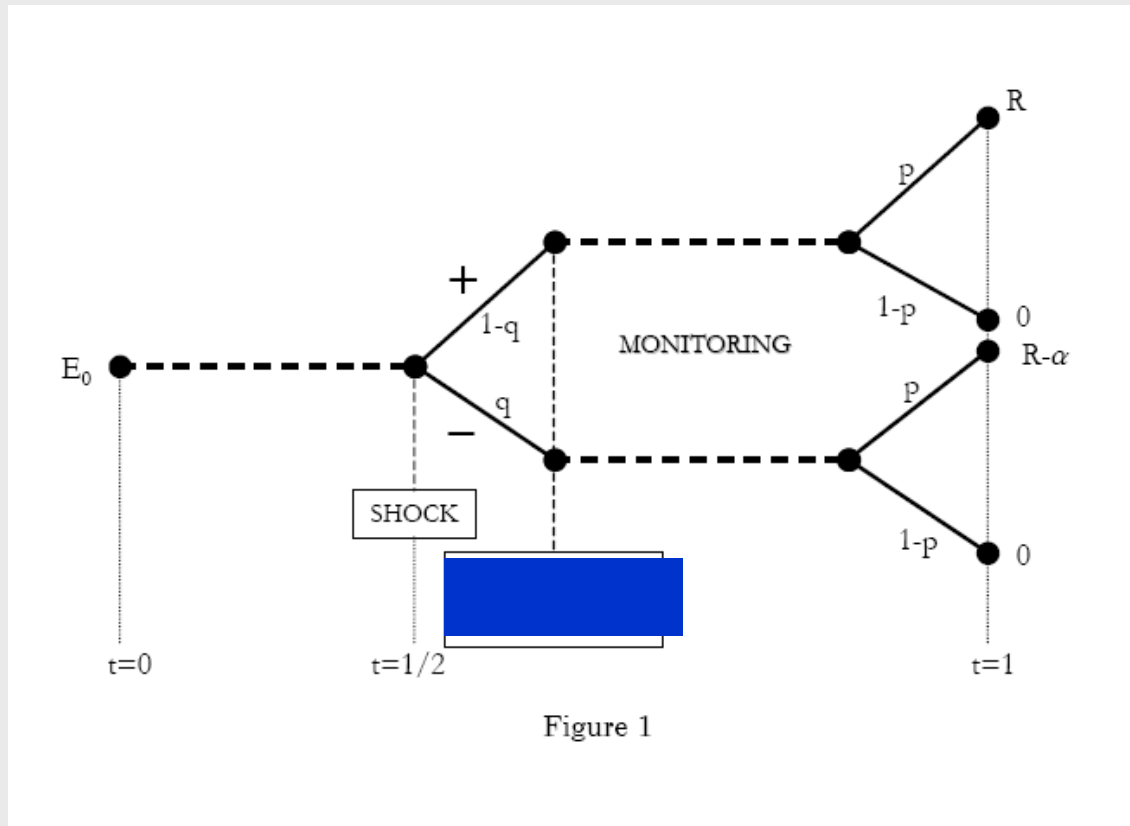 R
p
+
1-q
1-p
0
MONITORING
R-α
E₀
q
p
−
SHOCK
1-p
0
t=0
t=1/2
t=1
Figure 1